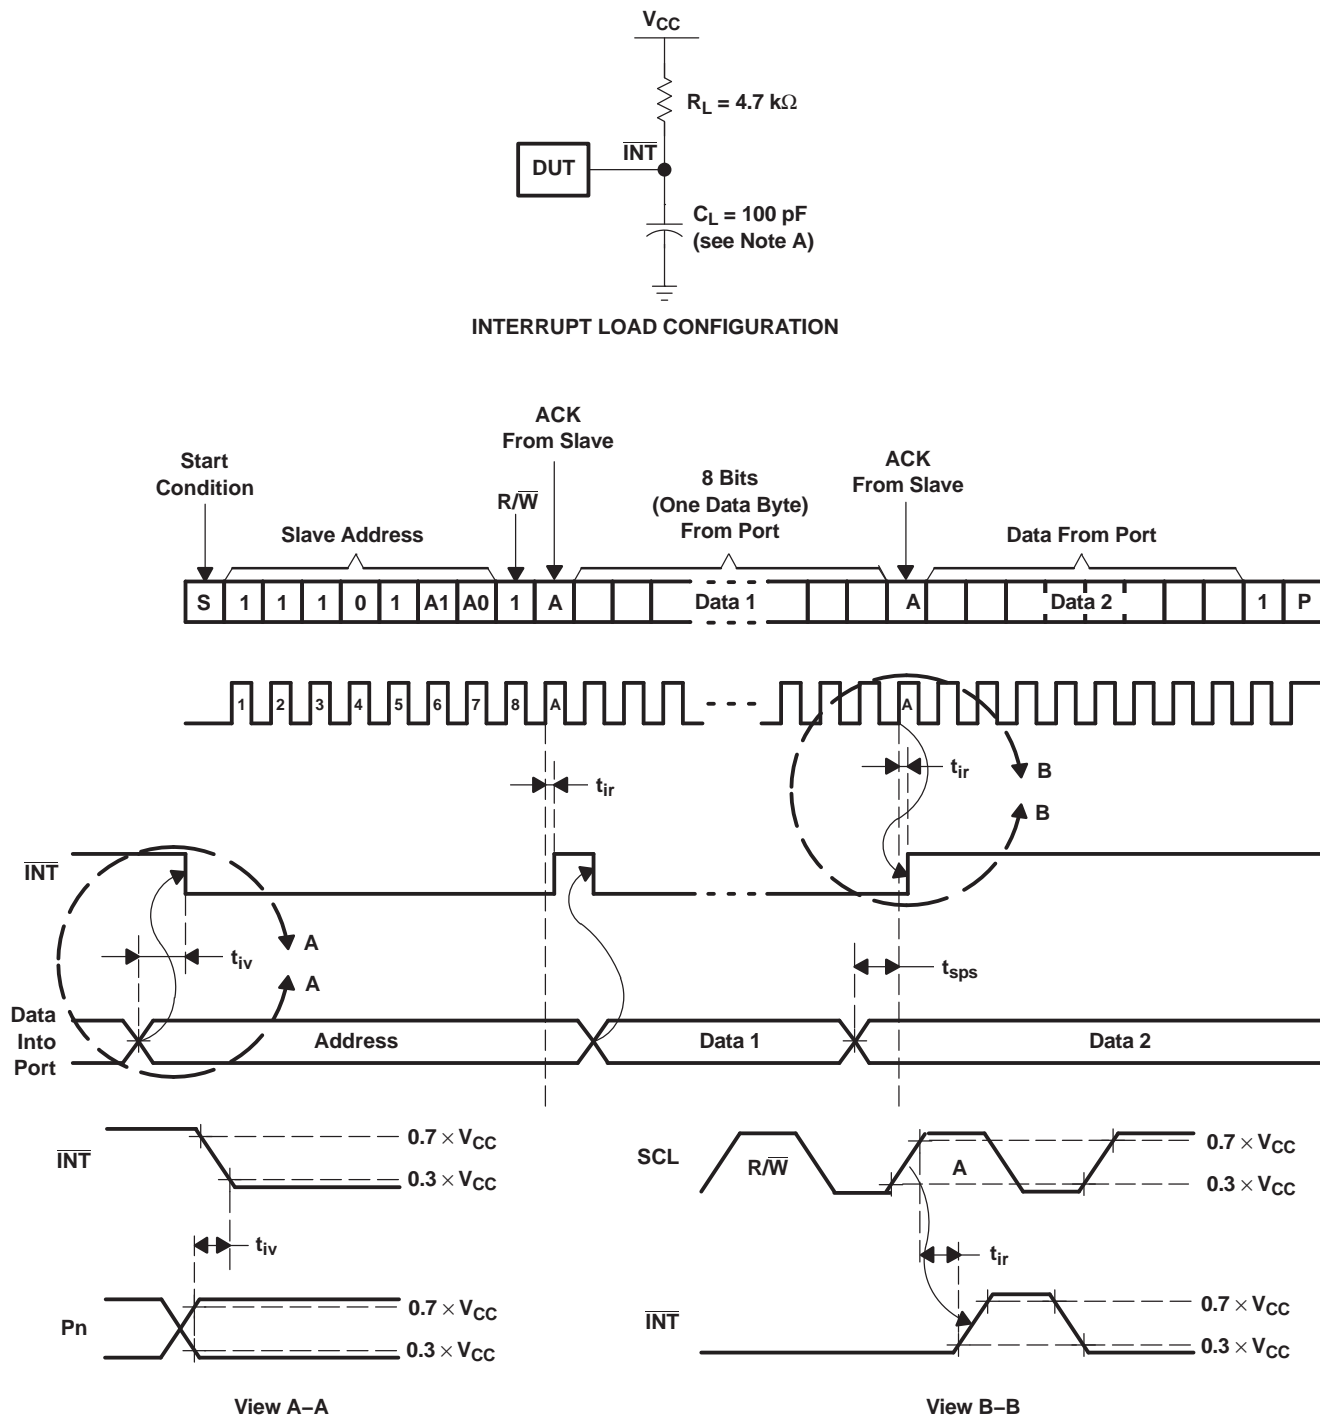 VCC
RL = 4.7 kΩ
INT
DUT
CL = 100 pF
(see Note A)
INTERRUPT LOAD CONFIGURATION
Start
Condition
Slave Address
R/W
ACK
From Slave
8 Bits
(One Data Byte)
From Port
ACK
From Slave
Data From Port
S 1 1 1 0 1 A1 A0 1 A Data 1 A Data 2 1 P
1 2 3 4 5 6 7 8 A A
tir
tir
B
B
INT
A
tiv
A
tsps
Data
Into
Port
Address
Data 1
Data 2
INT
0.7 × VCC
0.3 × VCC
tiv
Pn
0.7 × VCC
0.3 × VCC
View A–A
SCL
R/W
A
0.7 × VCC
0.3 × VCC
tir
INT
0.7 × VCC
0.3 × VCC
View B–B